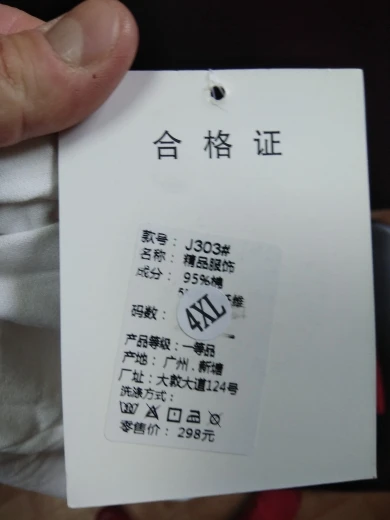 合格证
款号： J303#
名称： 精品服饰
成分： 95%棉
维
码数：
4XL
产品等级：一等品
产地： 广州．新塘
厂址：大敦大道124号
洗涤方式：
零售价： 298元